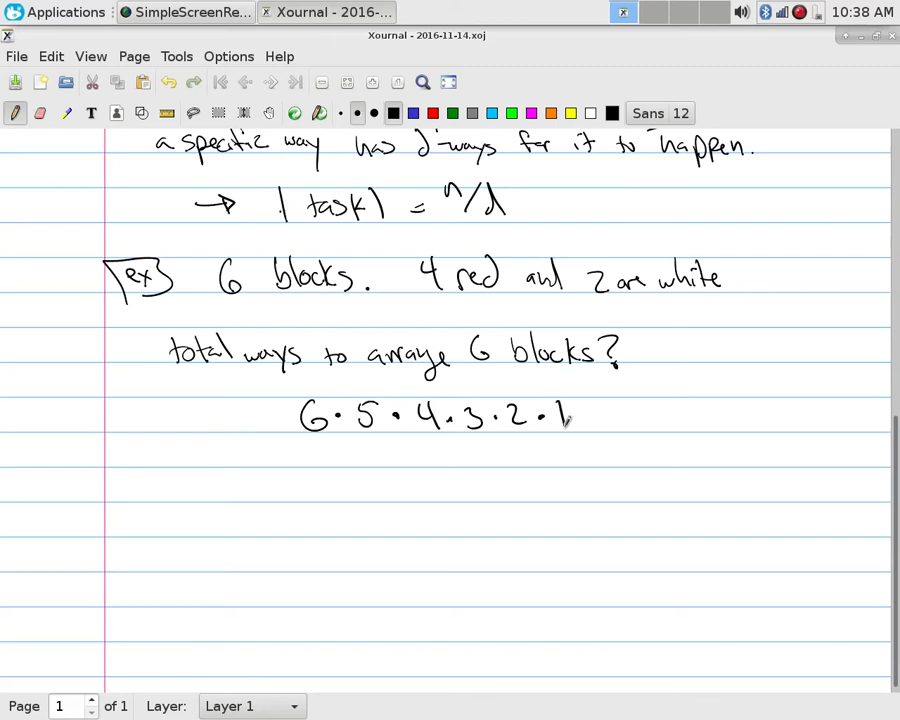 Applications SimpleScreenRe... Xournal - 2016-... 10:38 AM
Xournal - 2016-11-14.xoj
File Edit View Page Tools Options Help
Sans 12
a specific way has d-ways for it to happen.
→ | task | = n/d
ex 6 blocks. 4 red and 2 are white
total ways to arrange 6 blocks?
6 · 5 · 4 · 3 · 2 · 1
Page 1 of 1 Layer: Layer 1